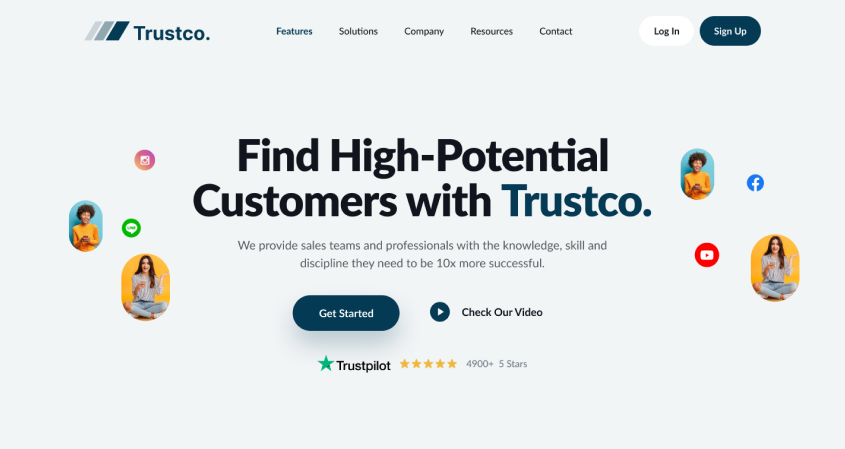 Trustco.
Features
Solutions
Company
Resources
Contact
Log In
Sign Up
Find High-Potential
Customers with Trustco.
We provide sales teams and professionals with the knowledge, skill and
discipline they need to be 10x more successful.
Get Started
Check Our Video
Trustpilot
4900+ 5 Stars
LINE